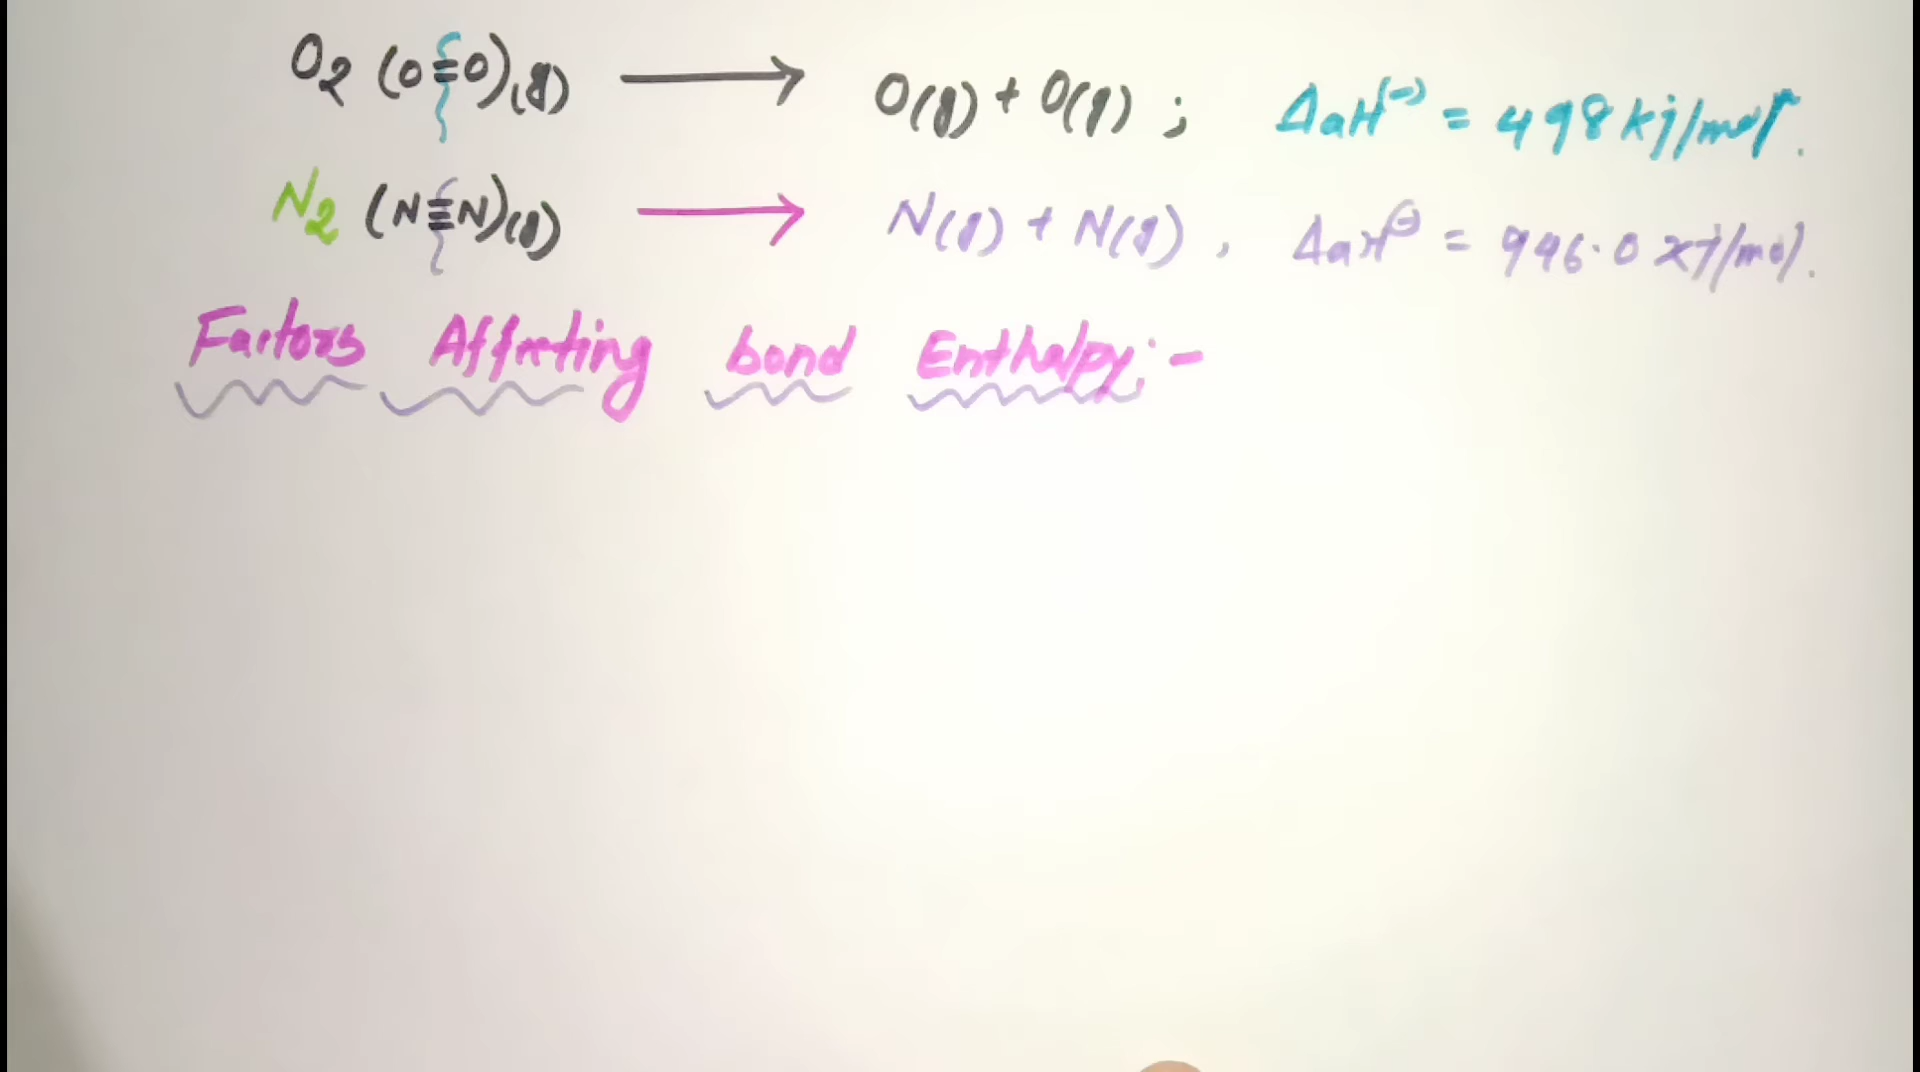 O2 (O=O)(g) ⟶ O(g) + O(g) ; ΔaH(-) = 498 kj/mol.
N2 (N≡N)(g) ⟶ N(g) + N(g) , ΔaH⊖ = 946.0 KJ/mol.
Factors Affecting bond Enthalpy:-